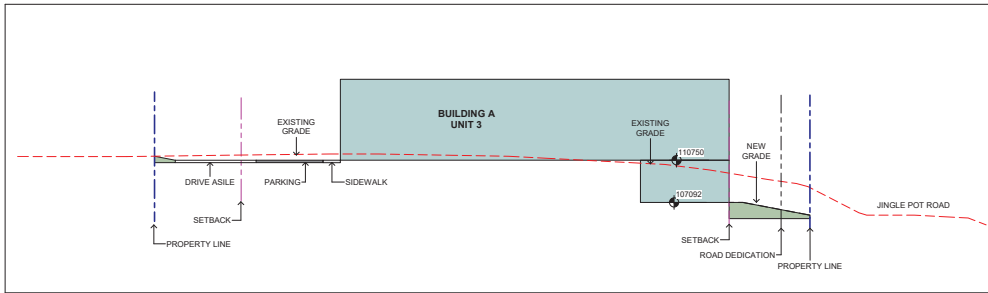 BUILDING A
UNIT 3
EXISTING
GRADE
EXISTING
GRADE
NEW
GRADE
110750
107092
DRIVE ASILE
PARKING
SIDEWALK
SETBACK
PROPERTY LINE
JINGLE POT ROAD
SETBACK
ROAD DEDICATION
PROPERTY LINE